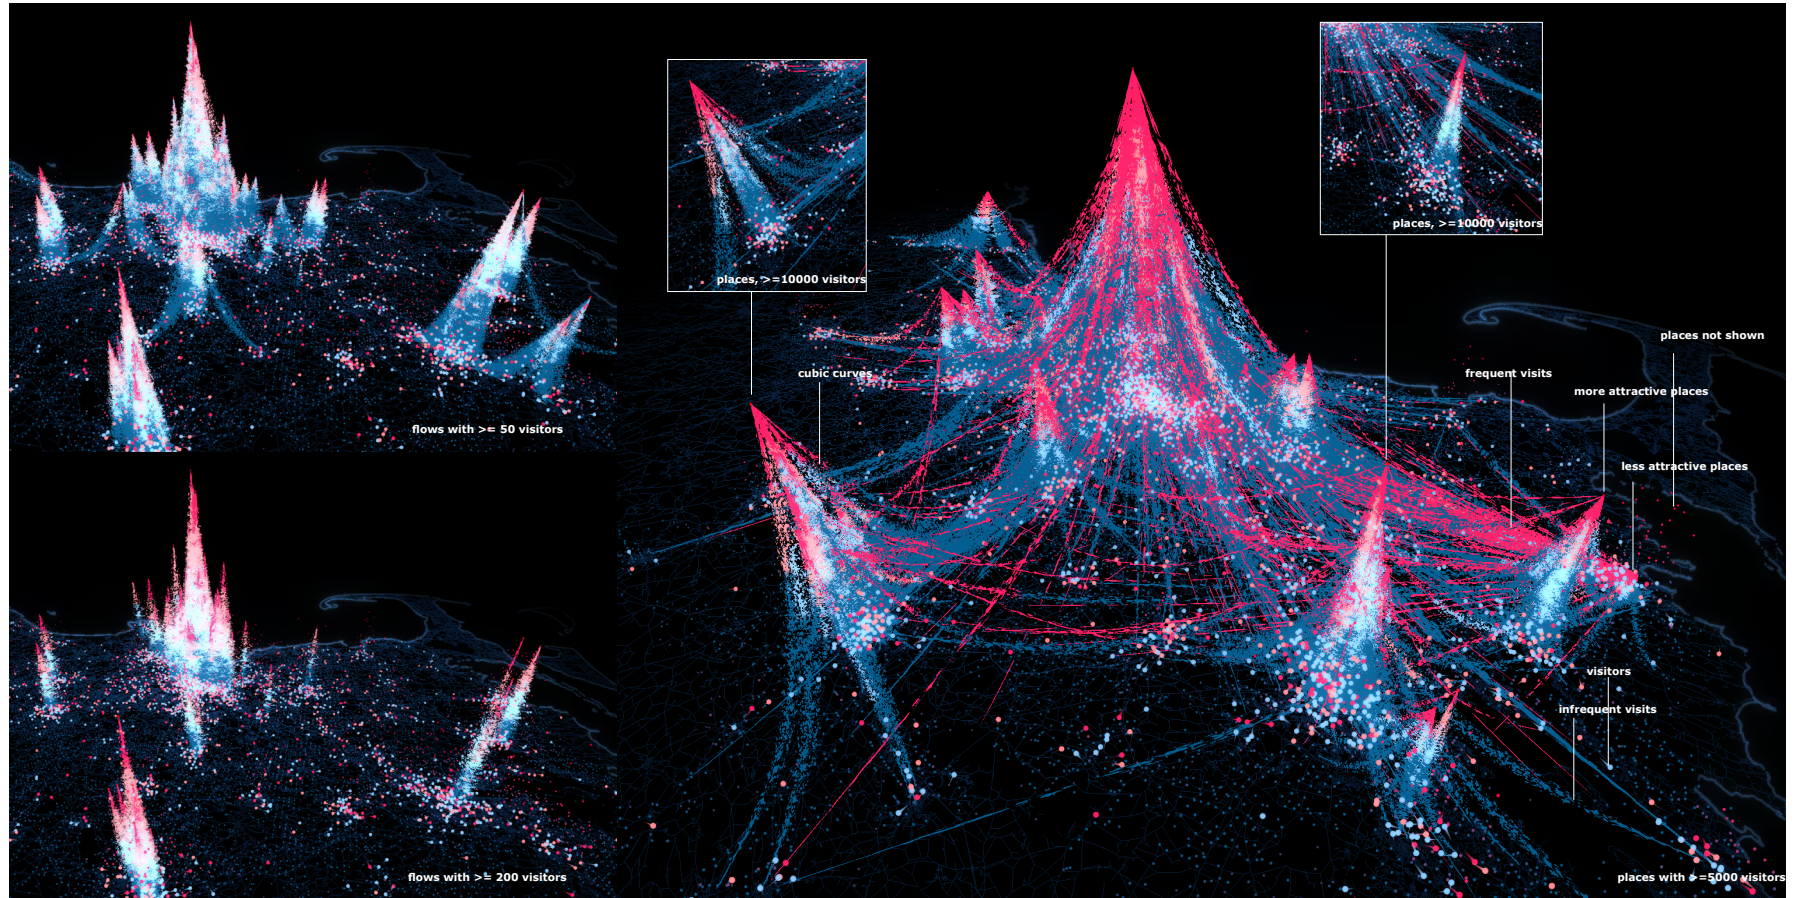 flows with >= 50 visitors
flows with >= 200 visitors
places, >=10000 visitors
places, >=10000 visitors
cubic curves
places not shown
frequent visits
more attractive places
less attractive places
visitors
infrequent visits
places with >=5000 visitors